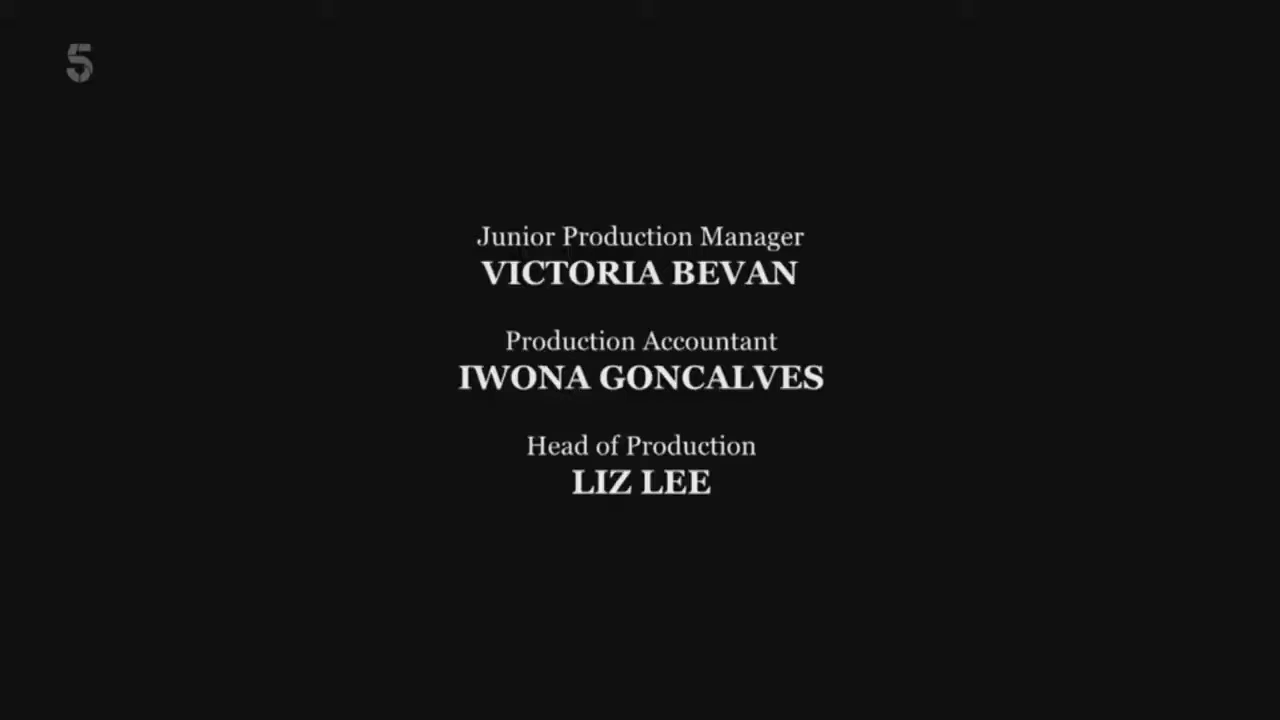 5
Junior Production Manager
VICTORIA BEVAN
Production Accountant
IWONA GONCALVES
Head of Production
LIZ LEE